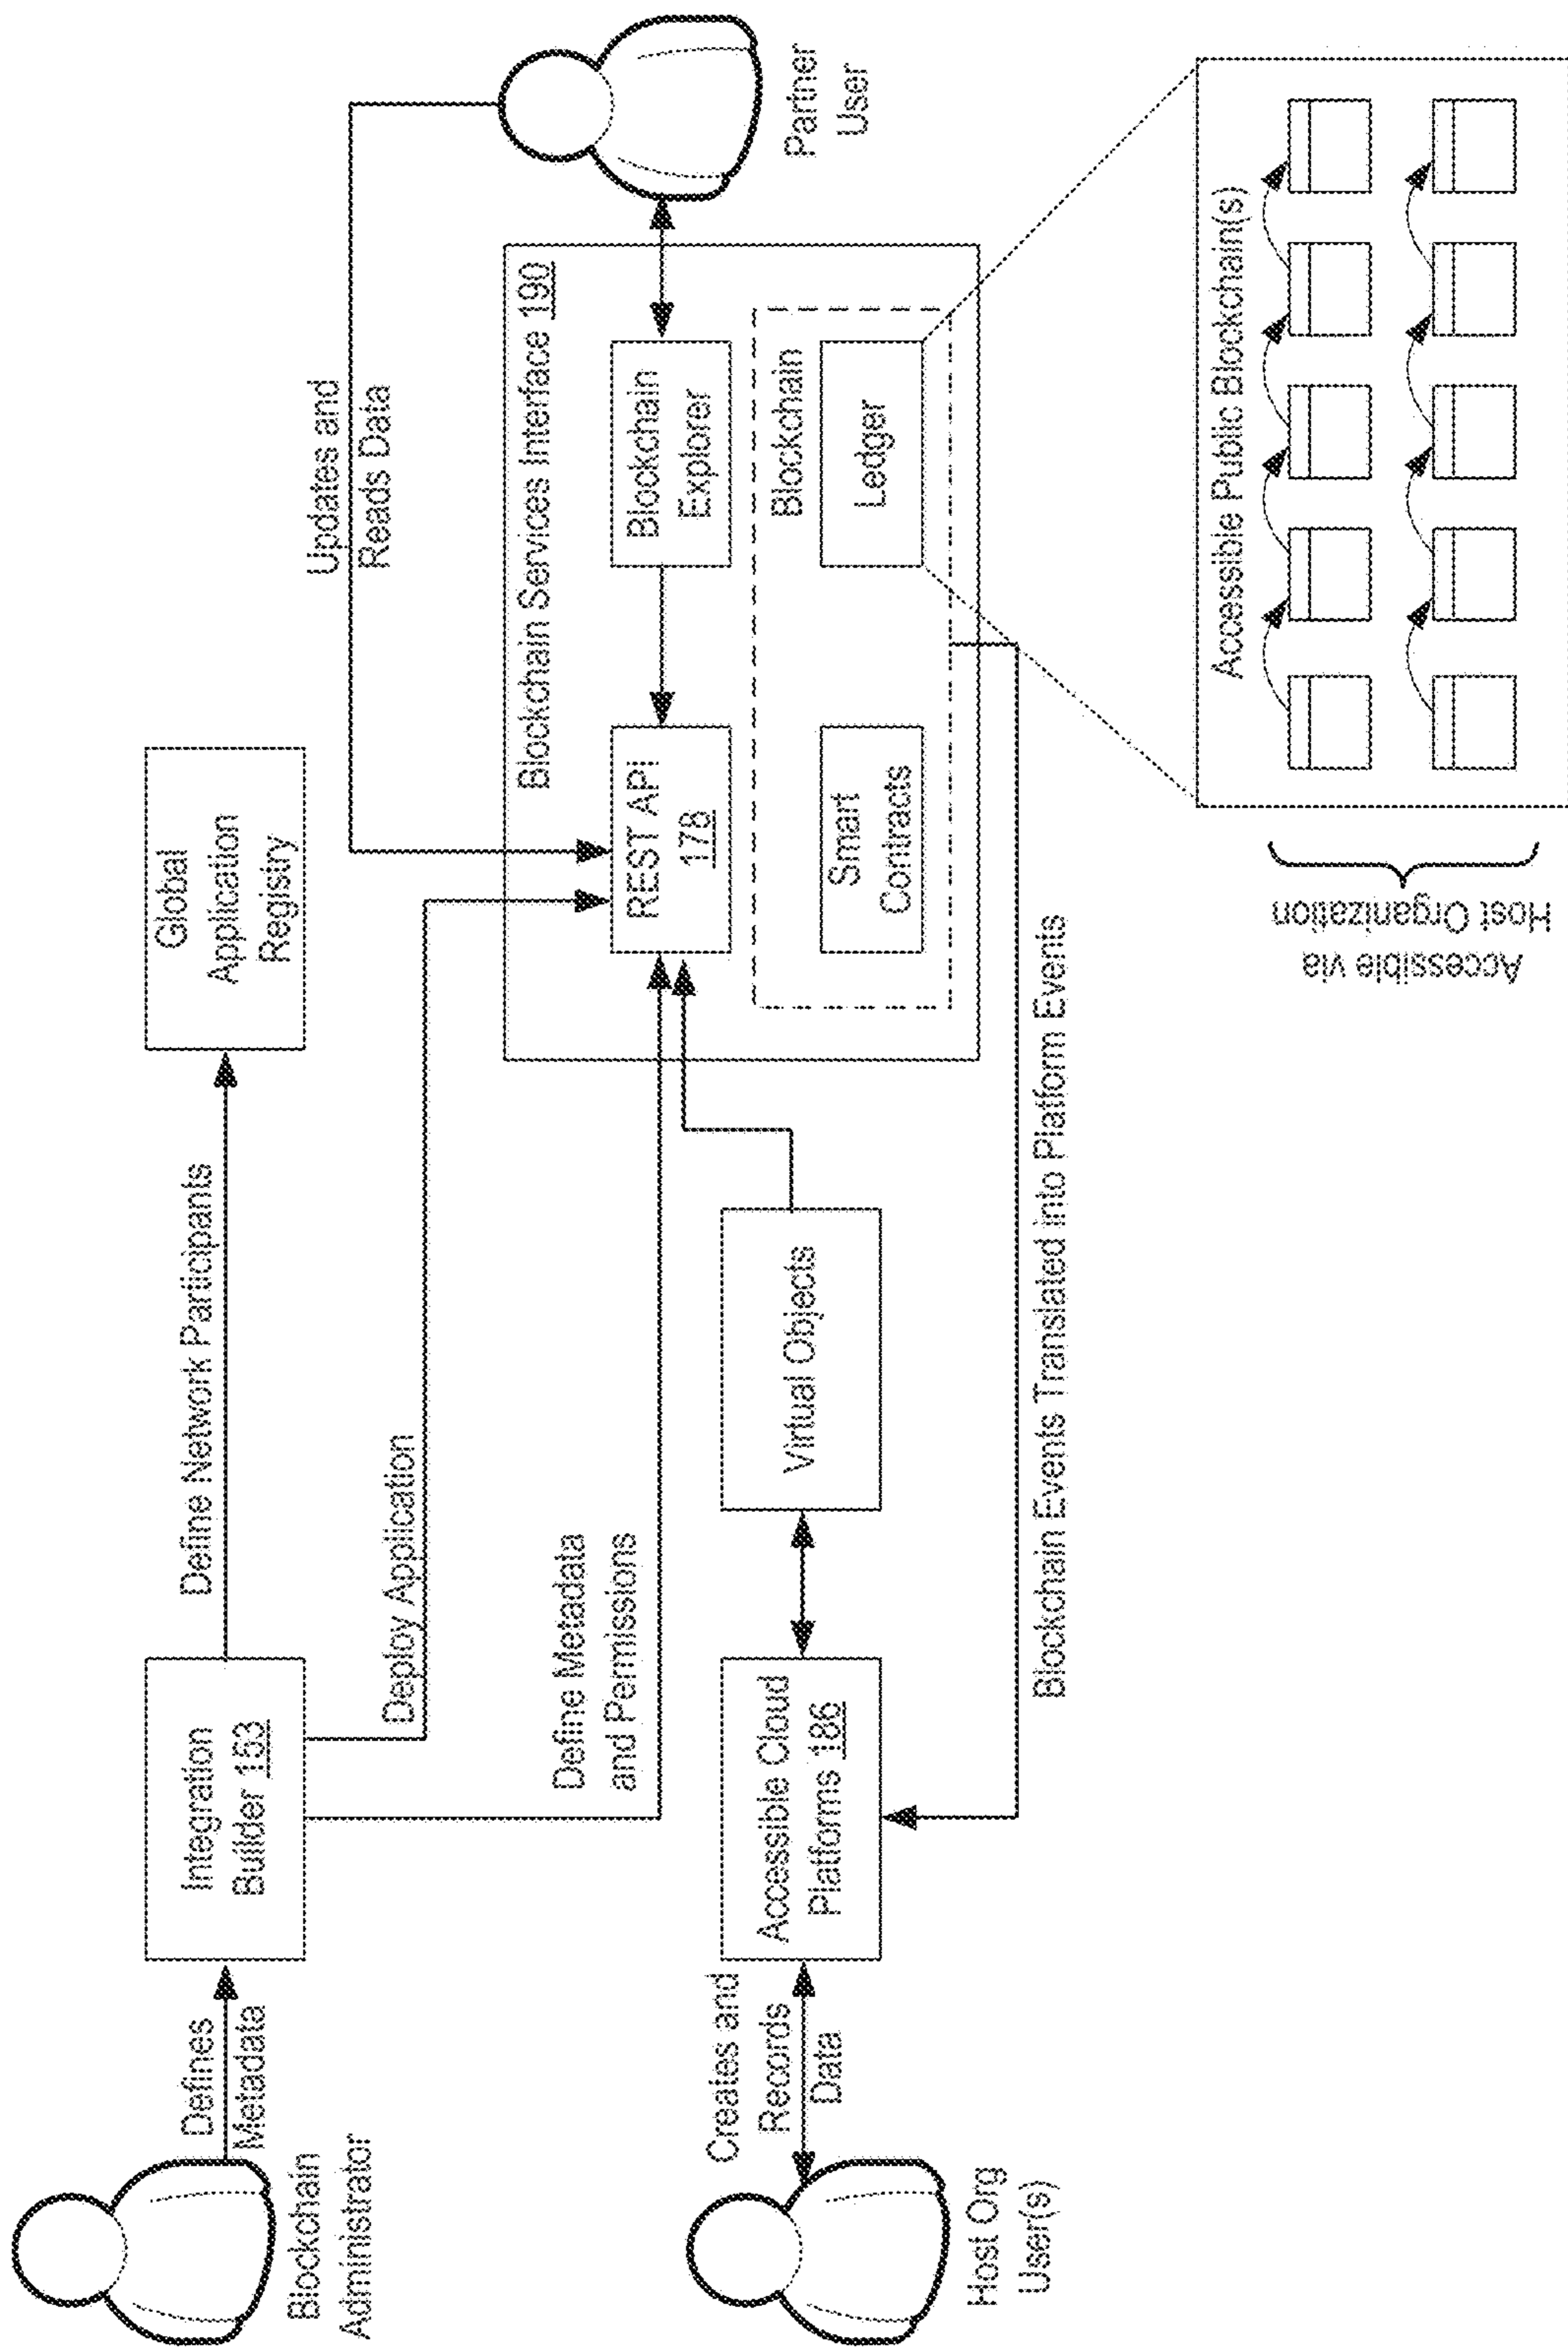 Blockchain
Administrator
Defines
Metadata
Integration
Builder 153
Define Network Participants
Global
Application
Registry
Deploy Application
Define Metadata
and Permissions
Updates and
Reads Data
Partner
User
Host Org
User(s)
Creates and
Records
Data
Accessible Cloud
Platforms 186
Virtual Objects
Blockchain Services Interface 190
REST API
178
Blockchain
Explorer
Blockchain
Smart
Contracts
Ledger
Blockchain Events Translated into Platform Events
Accessible via
Host Organization
Accessible Public Blockchain(s)